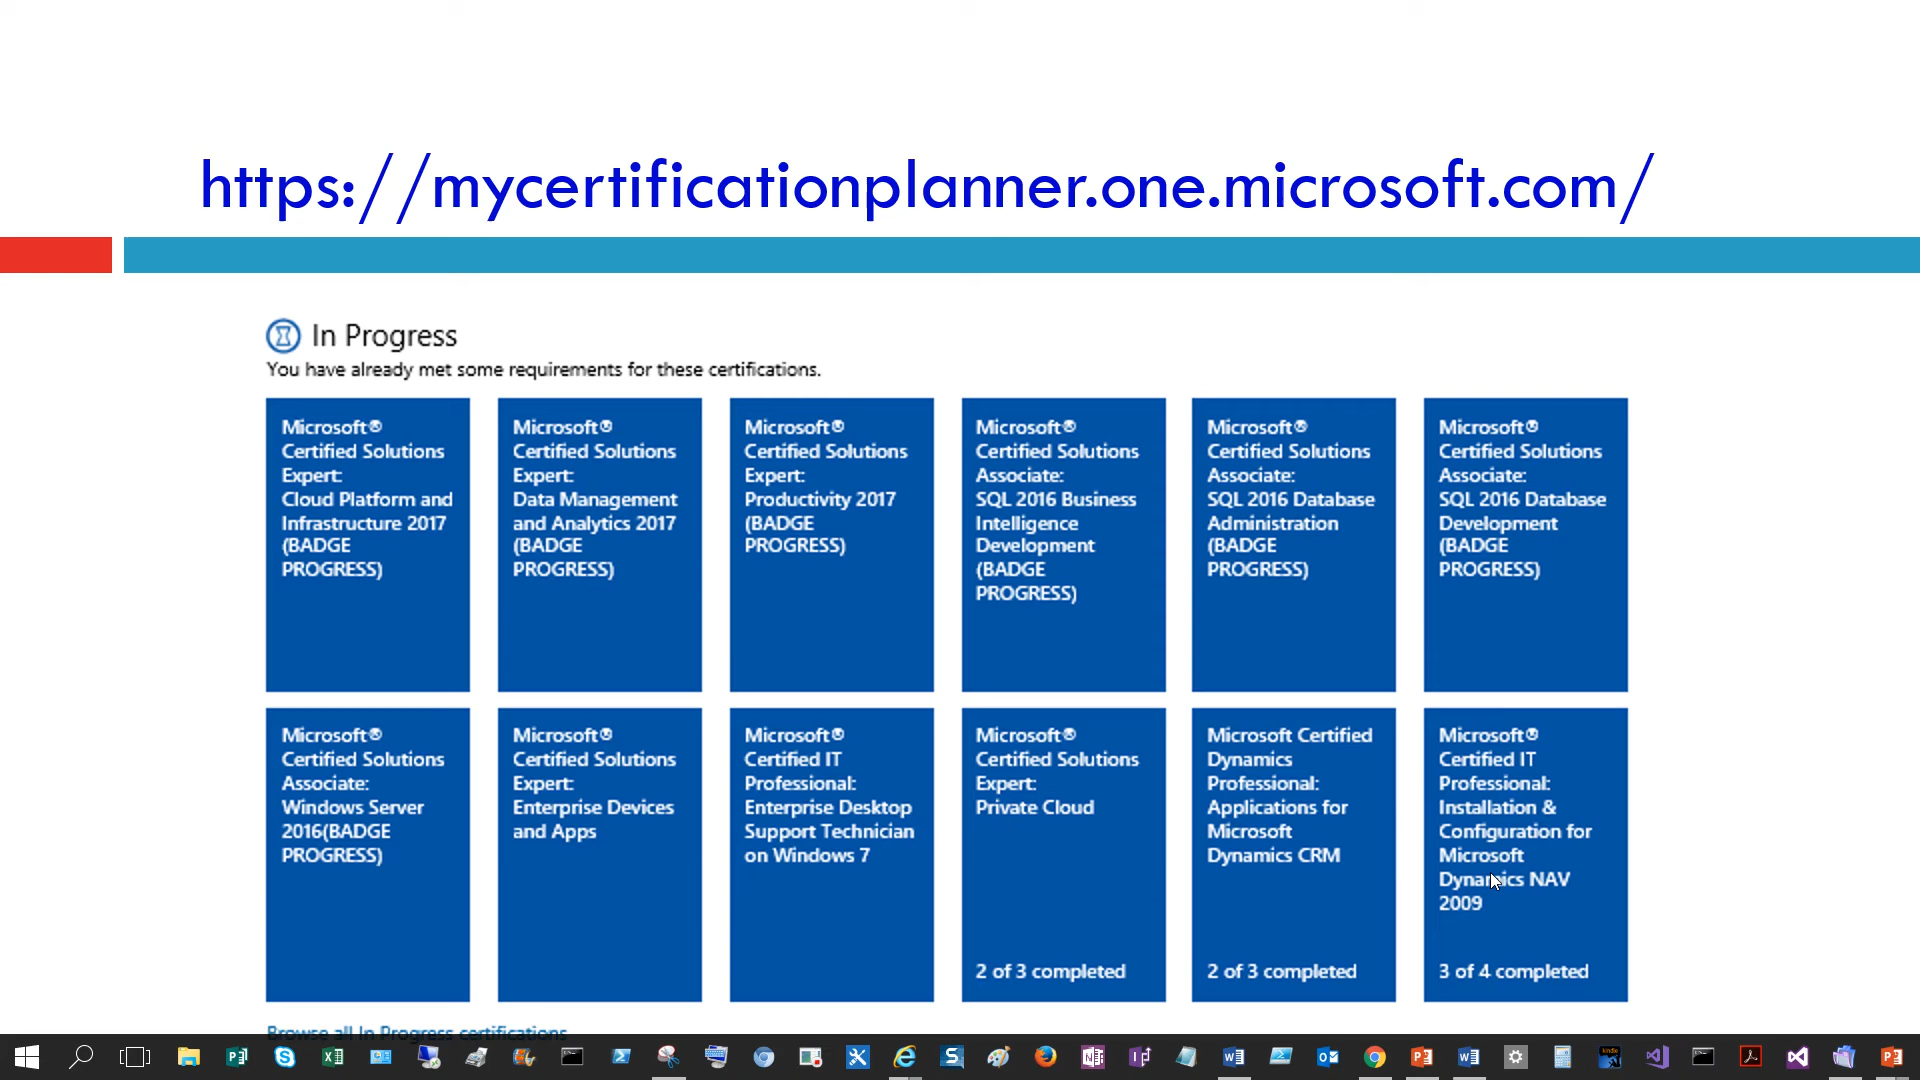 https://mycertificationplanner.one.microsoft.com/
In Progress
You have already met some requirements for these certifications.
Microsoft®
Certified Solutions
Expert:
Cloud Platform and
Infrastructure 2017
(BADGE
PROGRESS)
Microsoft®
Certified Solutions
Expert:
Data Management
and Analytics 2017
(BADGE
PROGRESS)
Microsoft®
Certified Solutions
Expert:
Productivity 2017
(BADGE
PROGRESS)
Microsoft®
Certified Solutions
Associate:
SQL 2016 Business
Intelligence
Development
(BADGE
PROGRESS)
Microsoft®
Certified Solutions
Associate:
SQL 2016 Database
Administration
(BADGE
PROGRESS)
Microsoft®
Certified Solutions
Associate:
SQL 2016 Database
Development
(BADGE
PROGRESS)
Microsoft®
Certified Solutions
Associate:
Windows Server
2016(BADGE
PROGRESS)
Microsoft®
Certified Solutions
Expert:
Enterprise Devices
and Apps
Microsoft®
Certified IT
Professional:
Enterprise Desktop
Support Technician
on Windows 7
Microsoft®
Certified Solutions
Expert:
Private Cloud
2 of 3 completed
Microsoft Certified
Dynamics
Professional:
Applications for
Microsoft
Dynamics CRM
2 of 3 completed
Microsoft®
Certified IT
Professional:
Installation &
Configuration for
Microsoft
Dynamics NAV
2009
3 of 4 completed
Browse all In Progress certifications